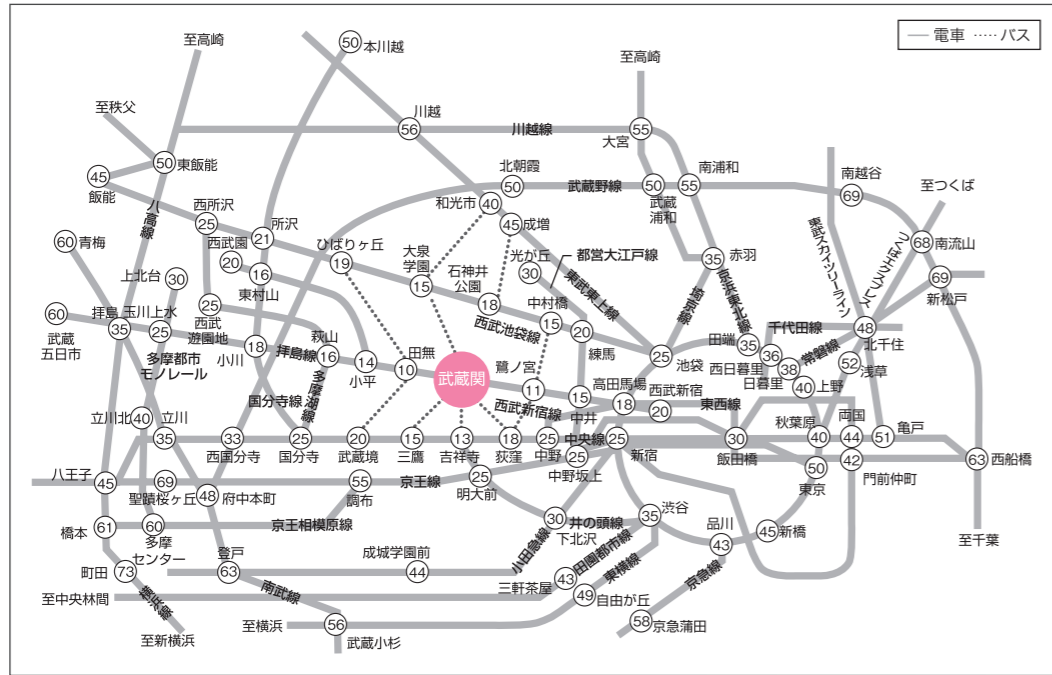 電車 バス
至高崎
50 本川越
至高崎
至秩父
川越
56
川越線
55
大宮
50 東飯能
45
飯能
八高線
北朝霞
50
武蔵野線
50
武蔵浦和
南浦和
55
南越谷
69
至つくば
西所沢
25
所沢
21
和光市
40
45 成増
60 青梅
西武園
20
ひばりヶ丘
19
大泉学園
15
光が丘
30
都営大江戸線
東武東上線
35 赤羽
東武スカイツリーライン
つくばエクスプレス
68 南流山
69
新松戸
上北台 30
16
東村山
石神井公園
18
埼京線
京浜東北線
60
武蔵五日市
拝島
35
玉川上水
25
25
西武遊園地
中村橋
15
西武池袋線
20
練馬
千代田線
48
北千住
田端
35
36
西日暮里
常磐線
38
日暮里
40 上野
52
浅草
多摩都市モノレール
18
小川
拝島線
萩山
16
14
小平
田無
10
武蔵関
鷺ノ宮
11
25
池袋
多摩湖線
国分寺線
15
中井
高田馬場
18
西武新宿
20
西武新宿線
東西線
立川北 40
立川
35
33
西国分寺
25
国分寺
20
武蔵境
15
三鷹
13
吉祥寺
18
荻窪
25
中野
中央線
25
新宿
30
飯田橋
秋葉原
40
両国
44
51
亀戸
25
中野坂上
42
門前仲町
50
東京
63 西船橋
八王子
45
69
聖蹟桜ヶ丘
48 府中本町
京王線
55
調布
25
明大前
61
橋本
60
多摩センター
京王相模原線
30
下北沢
井の頭線
渋谷
35
品川
43
45 新橋
至千葉
小田急線
田園都市線
東横線
京急線
町田 73
横浜線
登戸
63
南武線
成城学園前
44
三軒茶屋
43
49
自由が丘
至中央林間
至新横浜
至横浜
56
武蔵小杉
58 京急蒲田